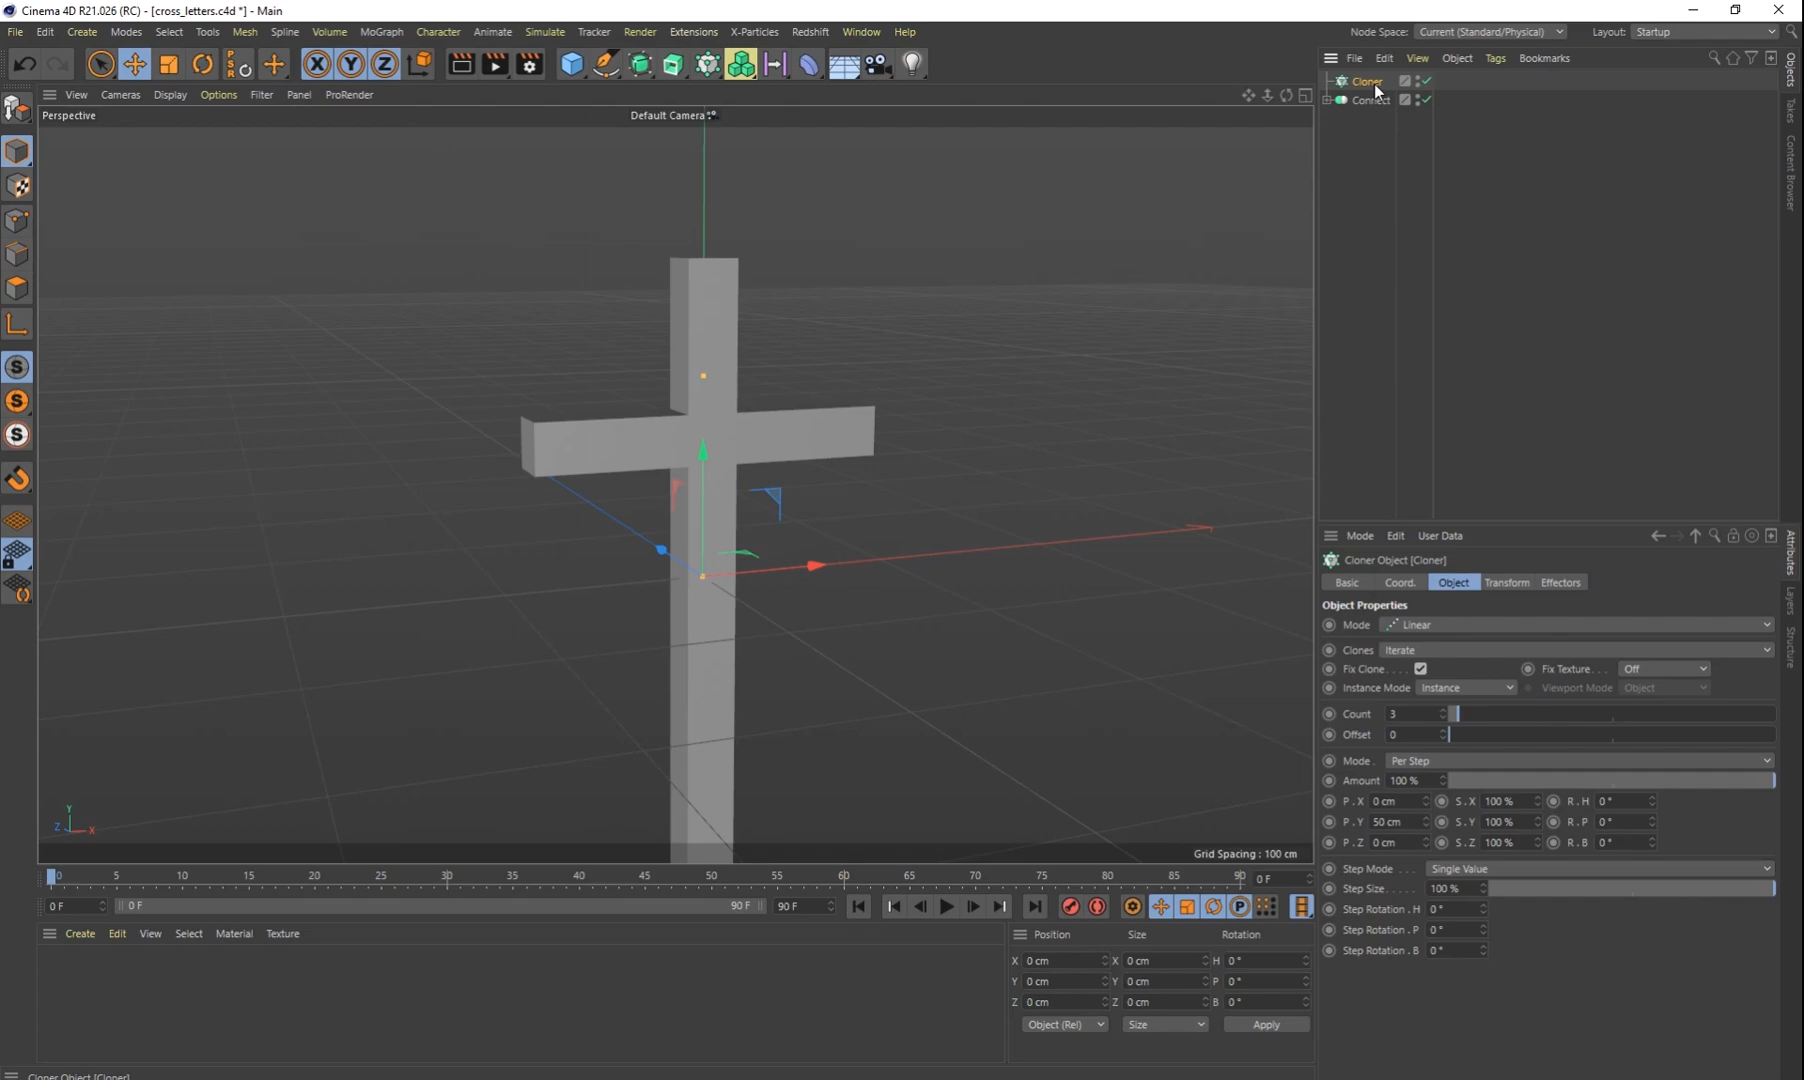 Cinema 4D R21.026 (RC) - [cross_letters.c4d *] - Main
File Edit Create Modes Select Tools Mesh Spline Volume MoGraph Character Animate Simulate Tracker Render Extensions X-Particles Redshift Window Help Node Space: Current (Standard/Physical) Layout: Startup
PSR X Y Z
File Edit View Object Tags Bookmarks
View Cameras Display Options Filter Panel ProRender
Cloner
Connect
Objects
Takes
Content Browser
Perspective
Default Camera
S
S
S
Y
Z X
Grid Spacing : 100 cm
Mode Edit User Data
Cloner Object [Cloner]
Basic Coord. Object Transform Effectors
Object Properties
Mode Linear
Clones Iterate
Fix Clone . . . . Fix Texture . . . Off
Instance Mode Instance Viewport Mode Object
Count 3
Offset 0
Mode . Per Step
Amount 100 %
P . X 0 cm S . X 100 % R . H 0 °
P . Y 50 cm S . Y 100 % R . P 0 °
P . Z 0 cm S . Z 100 % R . B 0 °
Step Mode . . . Single Value
Step Size. . . . . 100 %
Step Rotation . H 0 °
Step Rotation . P 0 °
Step Rotation . B 0 °
Attributes
Layers
Structure
0 5 10 15 20 25 30 35 40 45 50 55 60 65 70 75 80 85 90 0 F
0 F 0 F 90 F 90 F P
Create Edit View Select Material Texture
Position Size Rotation
X 0 cm X 0 cm H 0 °
Y 0 cm Y 0 cm P 0 °
Z 0 cm Z 0 cm B 0 °
Object (Rel) Size Apply
Cloner Object [Cloner]